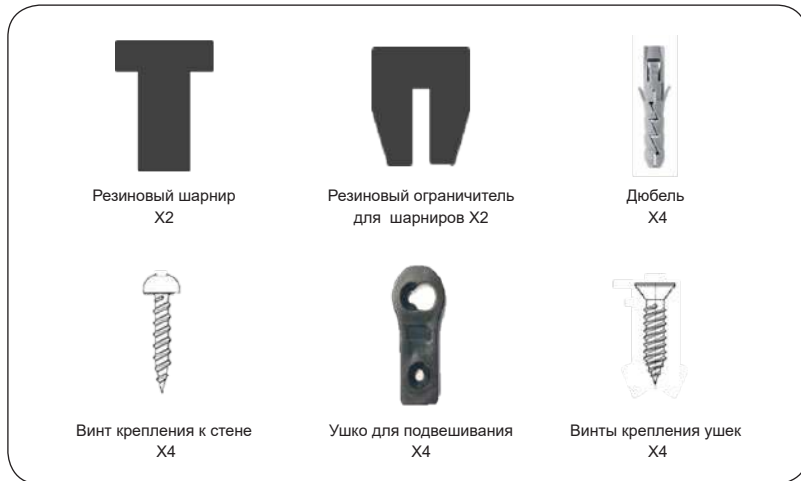 Резиновый шарнир
X2
Резиновый ограничитель
для шарниров X2
Дюбель
X4
Винт крепления к стене
X4
Ушко для подвешивания
X4
Винты крепления ушек
X4